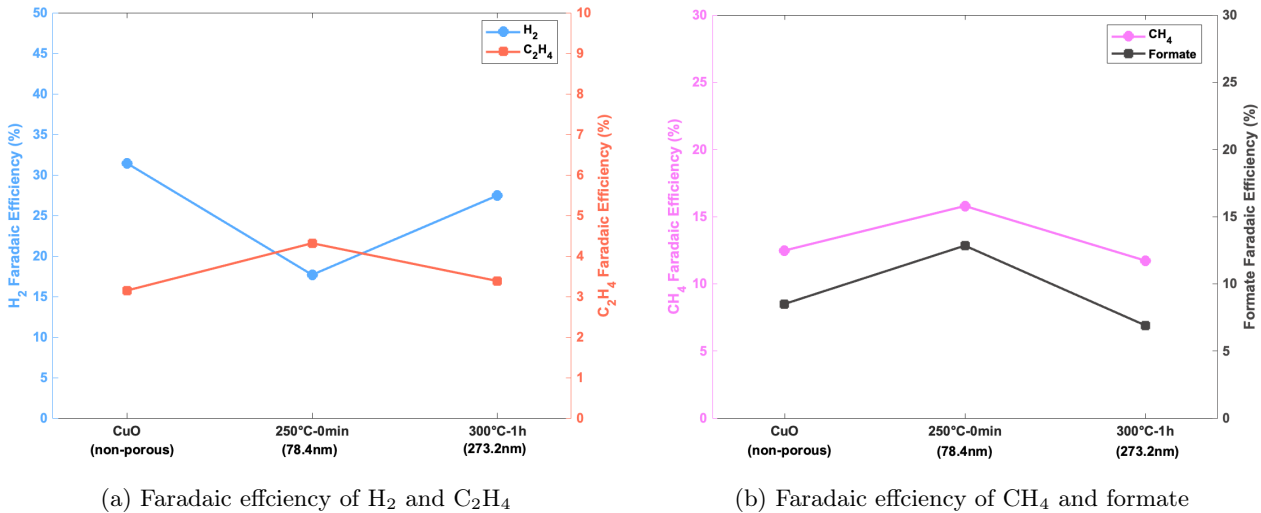 50
45
40
35
30
25
20
15
10
5
0
H₂ Faradaic Efficiency (%)
H₂
C₂H₄
10
9
8
7
6
5
4
3
2
1
0
C₂H₄ Faradaic Efficiency (%)
CuO
(non-porous)
250°C-0min
(78.4nm)
300°C-1h
(273.2nm)
(a) Faradaic effciency of H₂ and C₂H₄
30
25
20
15
10
5
0
CH₄ Faradaic Efficiency (%)
CH₄
Formate
30
25
20
15
10
5
0
Formate Faradaic Efficiency (%)
CuO
(non-porous)
250°C-0min
(78.4nm)
300°C-1h
(273.2nm)
(b) Faradaic effciency of CH₄ and formate